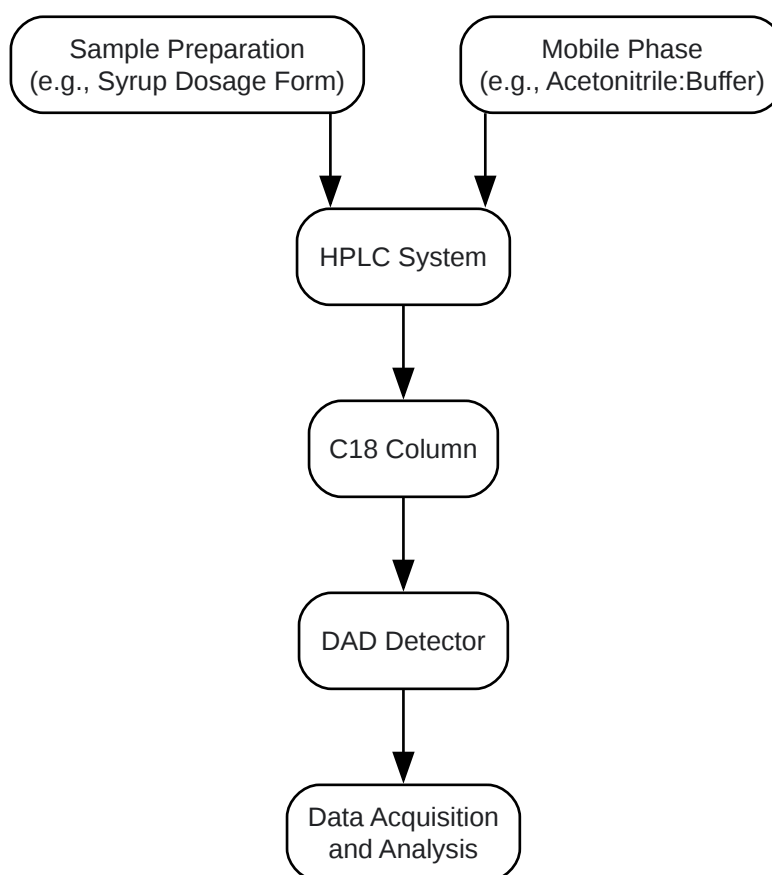 Sample Preparation
(e.g., Syrup Dosage Form)
Mobile Phase
(e.g., Acetonitrile:Buffer)
HPLC System
C18 Column
DAD Detector
Data Acquisition
and Analysis